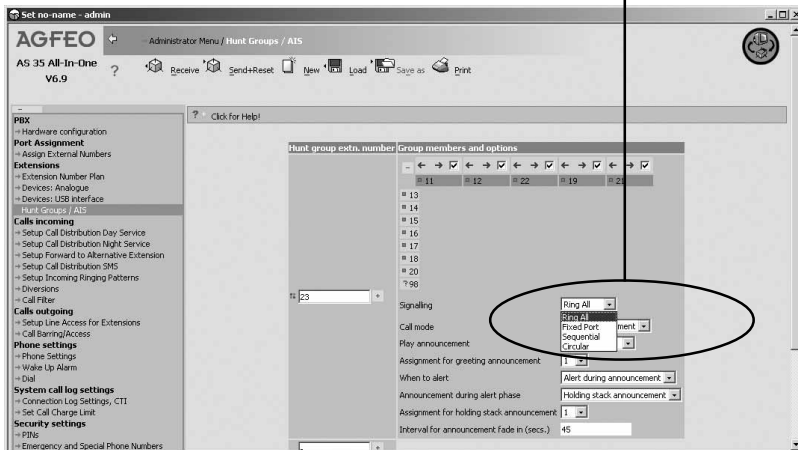 Set no-name - admin
AGFEO
Administrator Menu / Hunt Groups / AIS
AS 35 All-In-One
V6.9
?
Receive
Send+Reset
New
Load
Save as
Print
? Click for Help!
PBX
Hardware configuration
Port Assignment
Assign External Numbers
Extensions
Extension Number Plan
Devices: Analogue
Devices: USB interface
Hunt Groups / AIS
Calls incoming
Setup Call Distribution Day Service
Setup Call Distribution Night Service
Setup Forward to Alternative Extension
Setup Call Distribution SMS
Setup Incoming Ringing Patterns
Diversions
Call Filter
Calls outgoing
Setup Line Access for Extensions
Call Barring/Access
Phone settings
Phone Settings
Wake Up Alarm
Dial
System call log settings
Connection Log Settings, CTI
Set Call Charge Limit
Security settings
PINs
Emergency and Special Phone Numbers
Hunt group extn. number Group members and options
11 12 22 19 21
13
14
15
16
17
18
20
?98
23
Signalling Ring All
Ring All
Fixed Port
Sequential
Circular
Call mode ment
Play announcement
Assignment for greeting announcement 1
When to alert Alert during announcement
Announcement during alert phase Holding stack announcement
Assignment for holding stack announcement 1
Interval for announcement fade in (secs.) 45